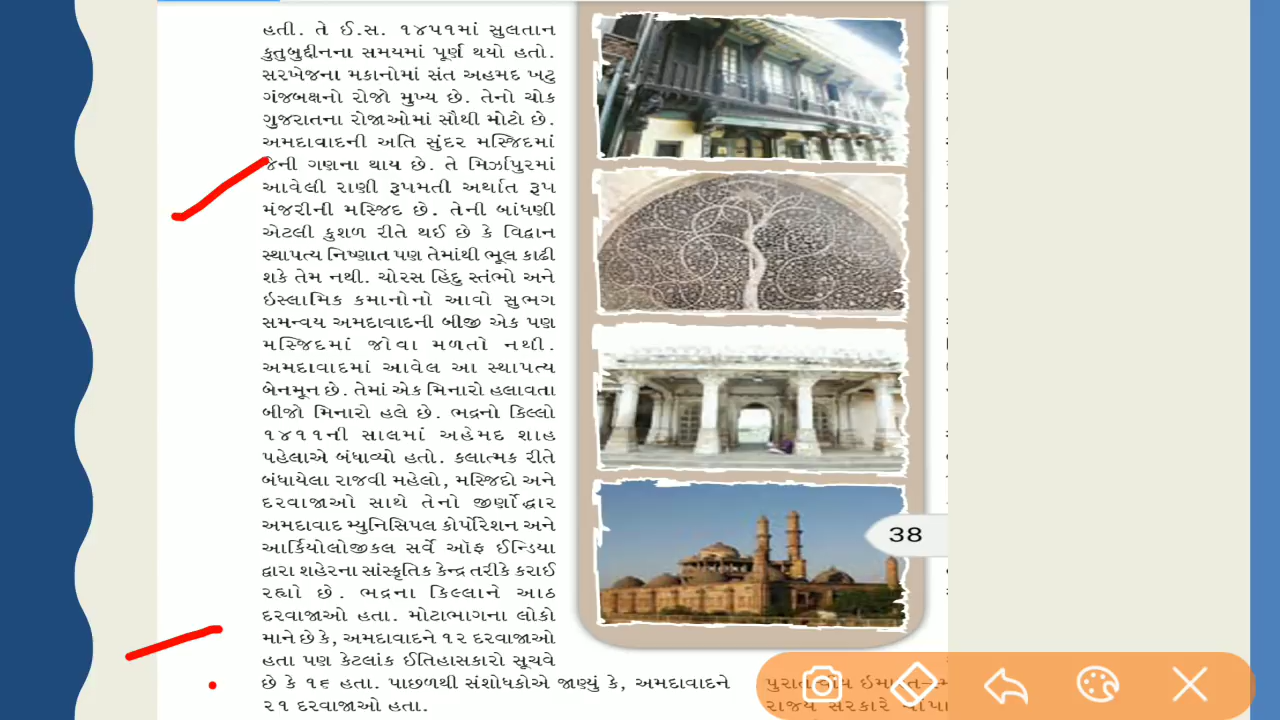 હતી. તે ઈ.સ. ૧૪૫૧માં સુલતાન
કુતુબુદ્દીનના સમયમાં પૂર્ણ થયો હતો.
સરખેજના મકાનોમાં સંત અહમદ ખટુ
ગંજબક્ષનો રોજો મુખ્ય છે. તેનો ચોક
ગુજરાતના રોજાઓમાં સૌથી મોટો છે.
અમદાવાદની અતિ સુંદર મસ્જિદમાં
જેની ગણના થાય છે. તે મિર્ઝાપુરમાં
આવેલી રાણી રૂપમતી અર્થાત રૂપ
મંજરીની મસ્જિદ છે. તેની બાંધણી
એટલી કુશળ રીતે થઈ છે કે વિદ્વાન
સ્થાપત્ય નિષ્ણાત પણ તેમાંથી ભૂલ કાઢી
શકે તેમ નથી. ચોરસ હિંદુ સ્તંભો અને
ઇસ્લામિક કમાનોનો આવો સુભગ
સમન્વય અમદાવાદની બીજી એક પણ
મસ્જિદમાં જોવા મળતો નથી.
અમદાવાદમાં આવેલ આ સ્થાપત્ય
બેનમૂન છે. તેમાં એક મિનારો હલાવતા
બીજો મિનારો હલે છે. ભદ્રનો કિલ્લો
૧૪૧૧ની સાલમાં અહેમદ શાહ
પહેલાએ બંધાવ્યો હતો. કલાત્મક રીતે
બંધાયેલા રાજવી મહેલો, મસ્જિદો અને
દરવાજાઓ સાથે તેનો જીર્ણોદ્ધાર
અમદાવાદ મ્યુનિસિપલ કોર્પોરેશન અને
આર્કિયોલોજીકલ સર્વે ઑફ ઈન્ડિયા
દ્વારા શહેરના સાંસ્કૃતિક કેન્દ્ર તરીકે કરાઈ
રહ્યો છે. ભદ્રના કિલ્લાને આઠ
દરવાજાઓ હતા. મોટાભાગના લોકો
માને છે કે, અમદાવાદને ૧૨ દરવાજાઓ
હતા પણ કેટલાંક ઈતિહાસકારો સૂચવે
છે કે ૧૬ હતા. પાછળથી સંશોધકોએ જાણ્યું કે, અમદાવાદને
૨૧ દરવાજાઓ હતા.
38
રાજ્ય સરકારે